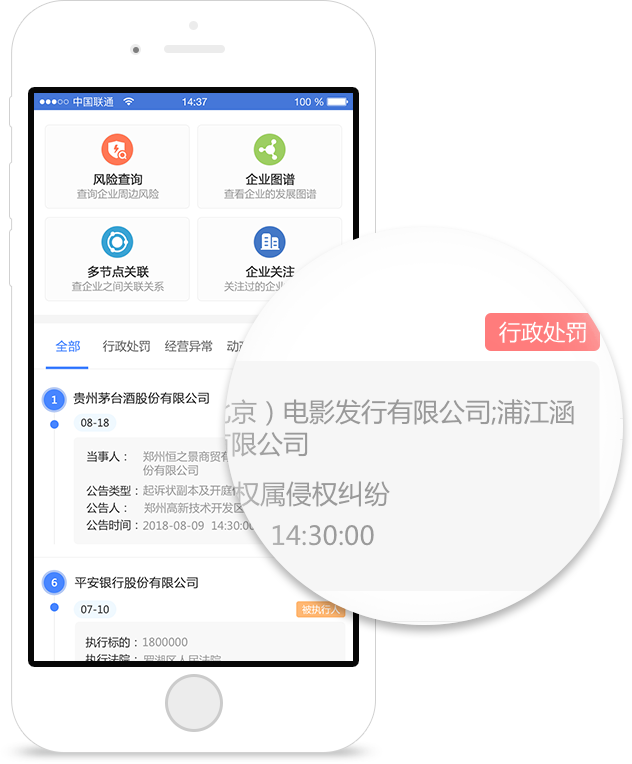 中国联通 14:37 100 %
风险查询 企业图谱
查询企业周边风险 查看企业的发展图谱
多节点关联 企业关注
查企业之间关联关系 关注过的企业
全部 行政处罚 经营异常
行政处罚
1 贵州茅台酒股份有限公司
08-18
京）电影发行有限公司;浦江涵
有限公司
当事人： 郑州恒之景商贸
份有限公司
公告类型：起诉状副本及开庭
公告人： 郑州高新技术开发区
公告时间：2018-08-09 14:30:00
权属侵权纠纷
14:30:00
6 平安银行股份有限公司
07-10 被执行人
执行标的：1800000
执行法院：罗湖区人民法院